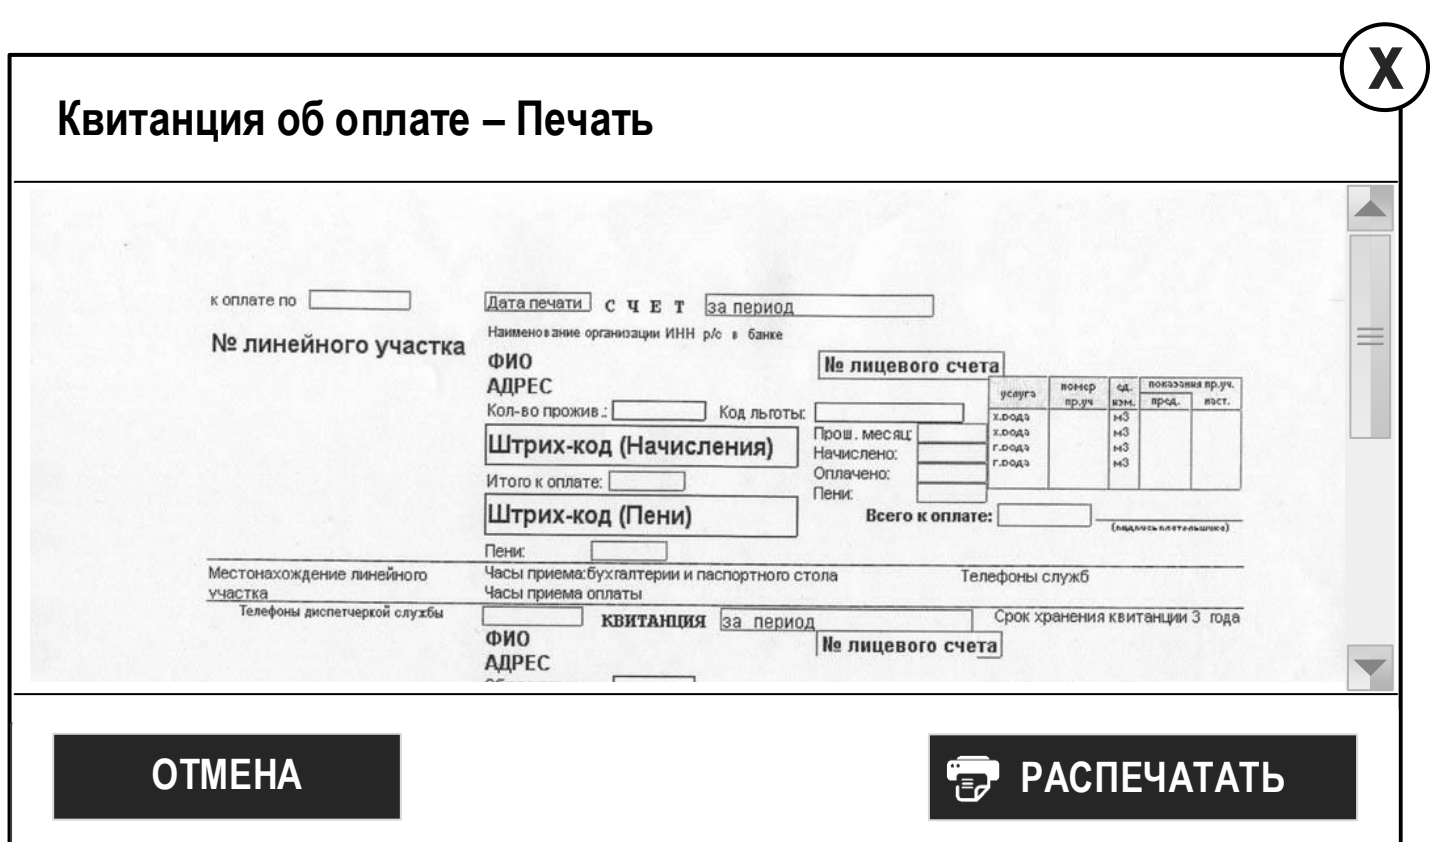 X
Квитанция об оплате – Печать
к оплате по
Дата печати СЧЕТ за период
Наименование организации ИНН р/с в банке
№ линейного участка
ФИО
№ лицевого счета
АДРЕС
Кол-во прожив.: Код льготы:
услуга номер пр.уч ед. изм. показания пр.уч. пред. наст.
х.вода м3
х.вода м3
г.вода м3
г.вода м3
Штрих-код (Начисления)
Прош. месяц:
Начислено:
Оплачено:
Пени:
Итого к оплате:
Штрих-код (Пени)
Всего к оплате:
(подпись плательщика)
Пени:
Местонахождение линейного участка
Часы приема:бухгалтерии и паспортного стола
Телефоны служб
Часы приема оплаты
Телефоны диспетчеркой службы
КВИТАНЦИЯ за период
Срок хранения квитанции 3 года
ФИО
№ лицевого счета
АДРЕС
ОТМЕНА
РАСПЕЧАТАТЬ